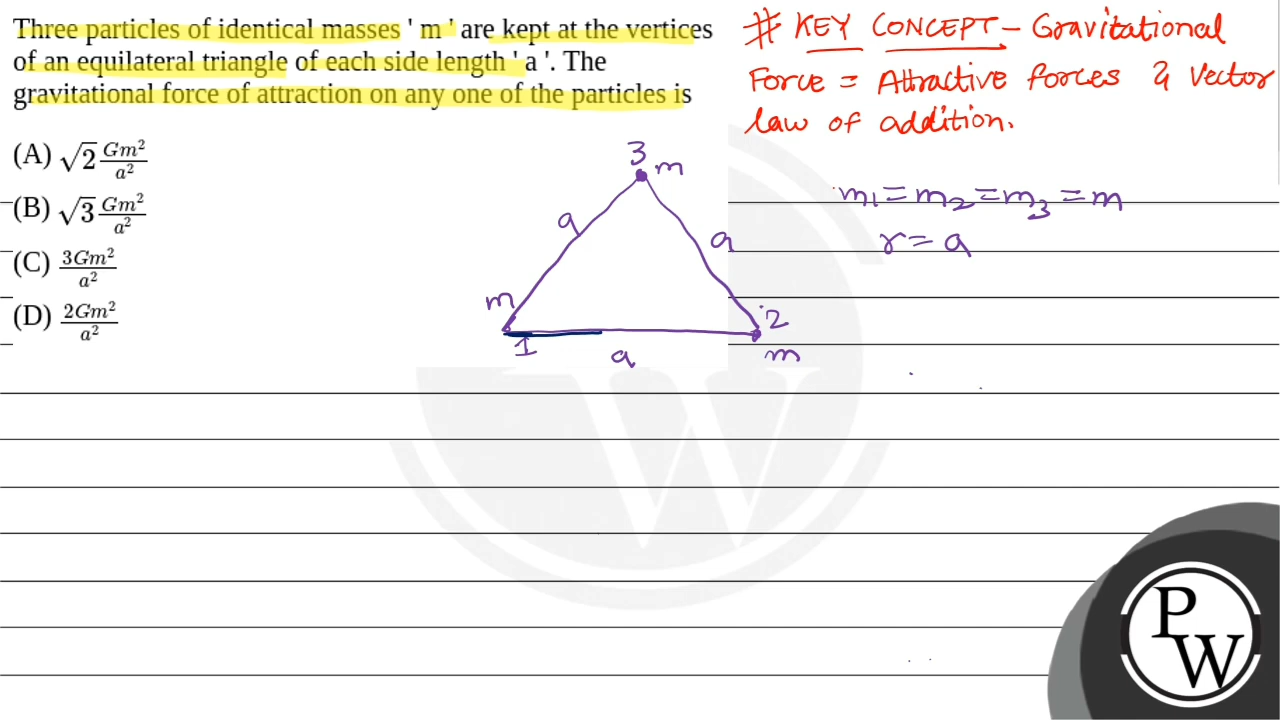 Three particles of identical masses ' m ' are kept at the vertices
of an equilateral triangle of each side length ' a '. The
gravitational force of attraction on any one of the particles is
(A) √2 Gm²/a²
(B) √3 Gm²/a²
(C) 3Gm²/a²
(D) 2Gm²/a²
# KEY CONCEPT - Gravitational
Force = Attractive forces & Vector
law of addition.
m1 = m2 = m3 = m
r = a
3
m
a
a
m
2
1
a
m
P
W